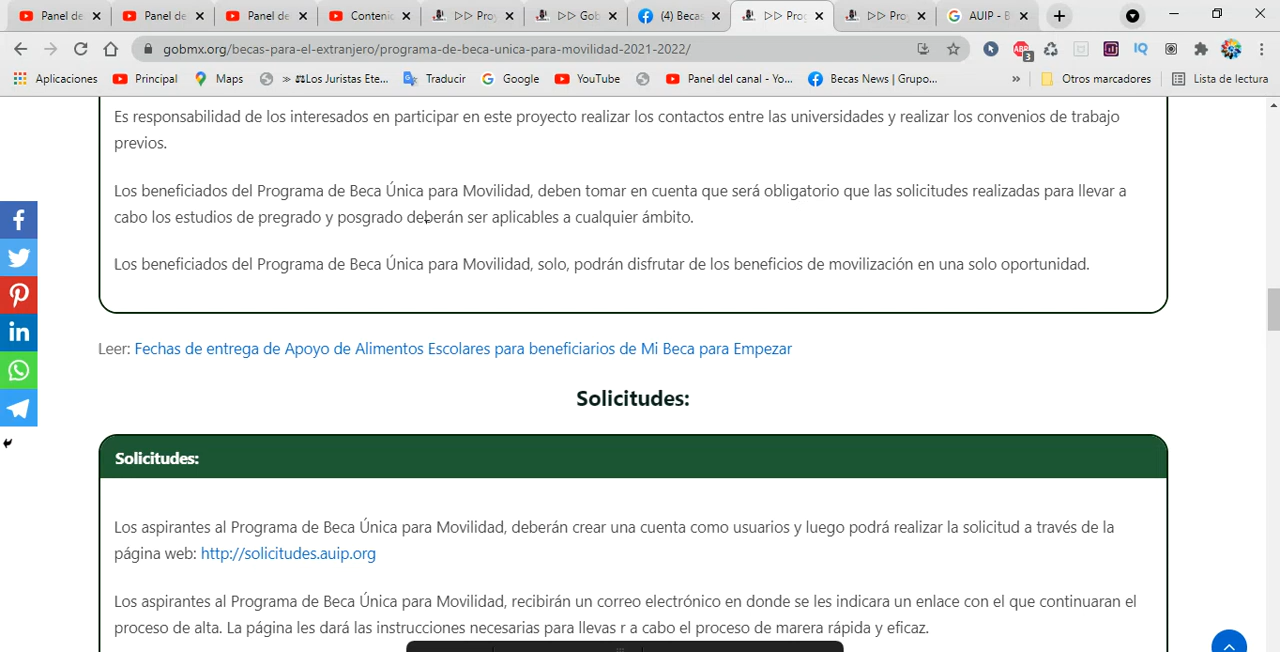 Panel de
Panel de
Panel de
Conteni
>> Pro
>> Gob
(4) Becas
>> Prog
>> Pro
AUIP - B
gobmx.org/becas-para-el-extranjero/programa-de-beca-unica-para-movilidad-2021-2022/
ABP
3
IQ
Aplicaciones
Principal
Maps
» ⚖Los Juristas Ete...
Traducir
Google
YouTube
Panel del canal - Yo...
Becas News | Grupo...
»
Otros marcadores
Lista de lectura
Es responsabilidad de los interesados en participar en este proyecto realizar los contactos entre las universidades y realizar los convenios de trabajo
previos.
Los beneficiados del Programa de Beca Única para Movilidad, deben tomar en cuenta que será obligatorio que las solicitudes realizadas para llevar a
cabo los estudios de pregrado y posgrado deberán ser aplicables a cualquier ámbito.
Los beneficiados del Programa de Beca Única para Movilidad, solo, podrán disfrutar de los beneficios de movilización en una solo oportunidad.
Leer: Fechas de entrega de Apoyo de Alimentos Escolares para beneficiarios de Mi Beca para Empezar
Solicitudes:
Solicitudes:
Los aspirantes al Programa de Beca Única para Movilidad, deberán crear una cuenta como usuarios y luego podrá realizar la solicitud a través de la
página web: http://solicitudes.auip.org
Los aspirantes al Programa de Beca Única para Movilidad, recibirán un correo electrónico en donde se les indicara un enlace con el que continuaran el
proceso de alta. La página les dará las instrucciones necesarias para llevas r a cabo el proceso de marera rápida y eficaz.